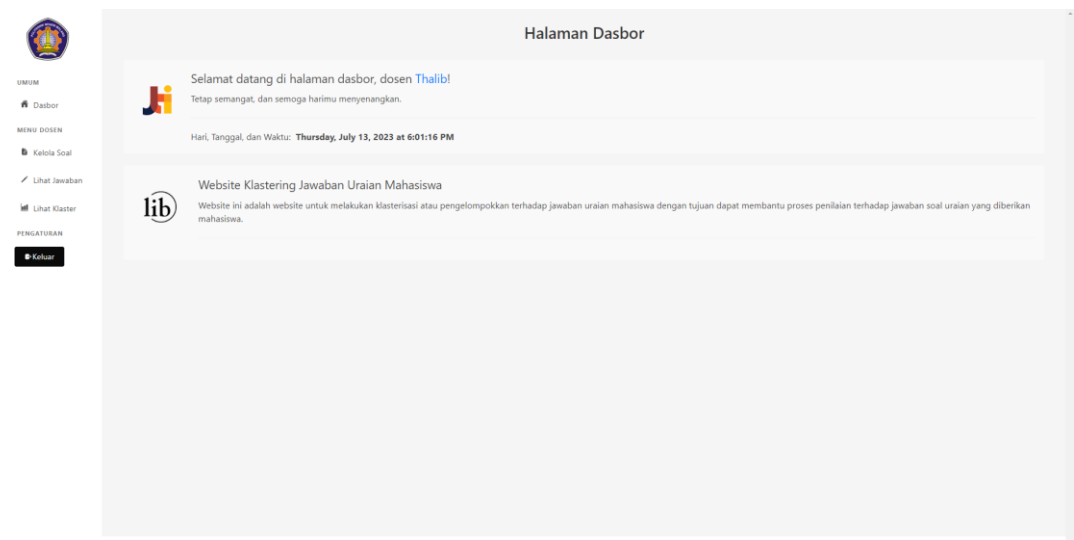 Halaman Dasbor
UMUM
Dasbor
MENU DOSEN
Kelola Soal
Lihat Jawaban
Lihat Klaster
PENGATURAN
Keluar
Selamat datang di halaman dasbor, dosen Thalib!
Tetap semangat, dan semoga harimu menyenangkan.
Hari, Tanggal, dan Waktu: Thursday, July 13, 2023 at 6:01:16 PM
lib
Website Klastering Jawaban Uraian Mahasiswa
Website ini adalah website untuk melakukan klasterisasi atau pengelompokkan terhadap jawaban uraian mahasiswa dengan tujuan dapat membantu proses penilaian terhadap jawaban soal uraian yang diberikan
mahasiswa.